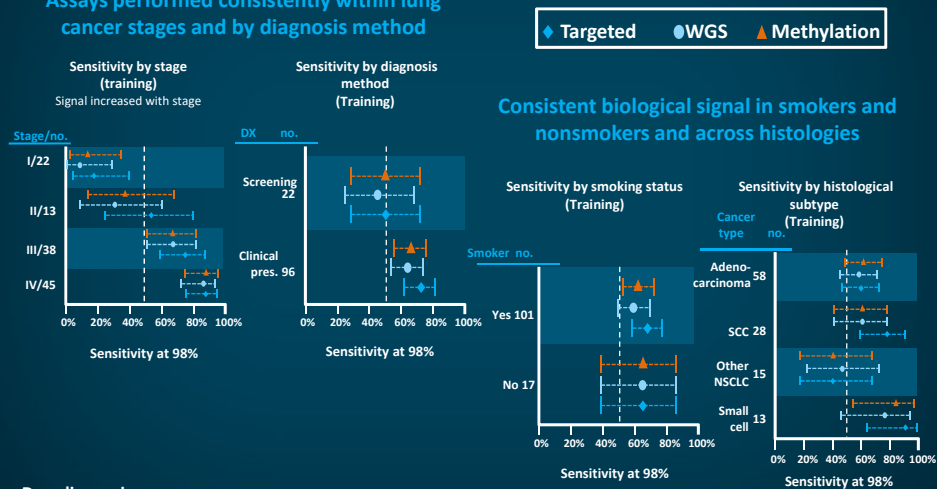 Assays performed consistently within lung
cancer stages and by diagnosis method
Targeted WGS Methylation
Sensitivity by stage
(training)
Signal increased with stage
Stage/no.
I/22
II/13
III/38
IV/45
0% 20% 40% 60% 80% 100%
Sensitivity at 98%
Sensitivity by diagnosis
method
(Training)
DX no.
Screening
22
Clinical
pres. 96
0% 20% 40% 60% 80% 100%
Sensitivity at 98%
Consistent biological signal in smokers and
nonsmokers and across histologies
Sensitivity by smoking status
(Training)
Smoker no.
Yes 101
No 17
0% 20% 40% 60% 80% 100%
Sensitivity at 98%
Sensitivity by histological
subtype
(Training)
Cancer
type no.
Adeno-
carcinoma 58
SCC 28
Other
NSCLC 15
Small
cell 13
0% 20% 40% 60% 80% 100%
Sensitivity at 98%